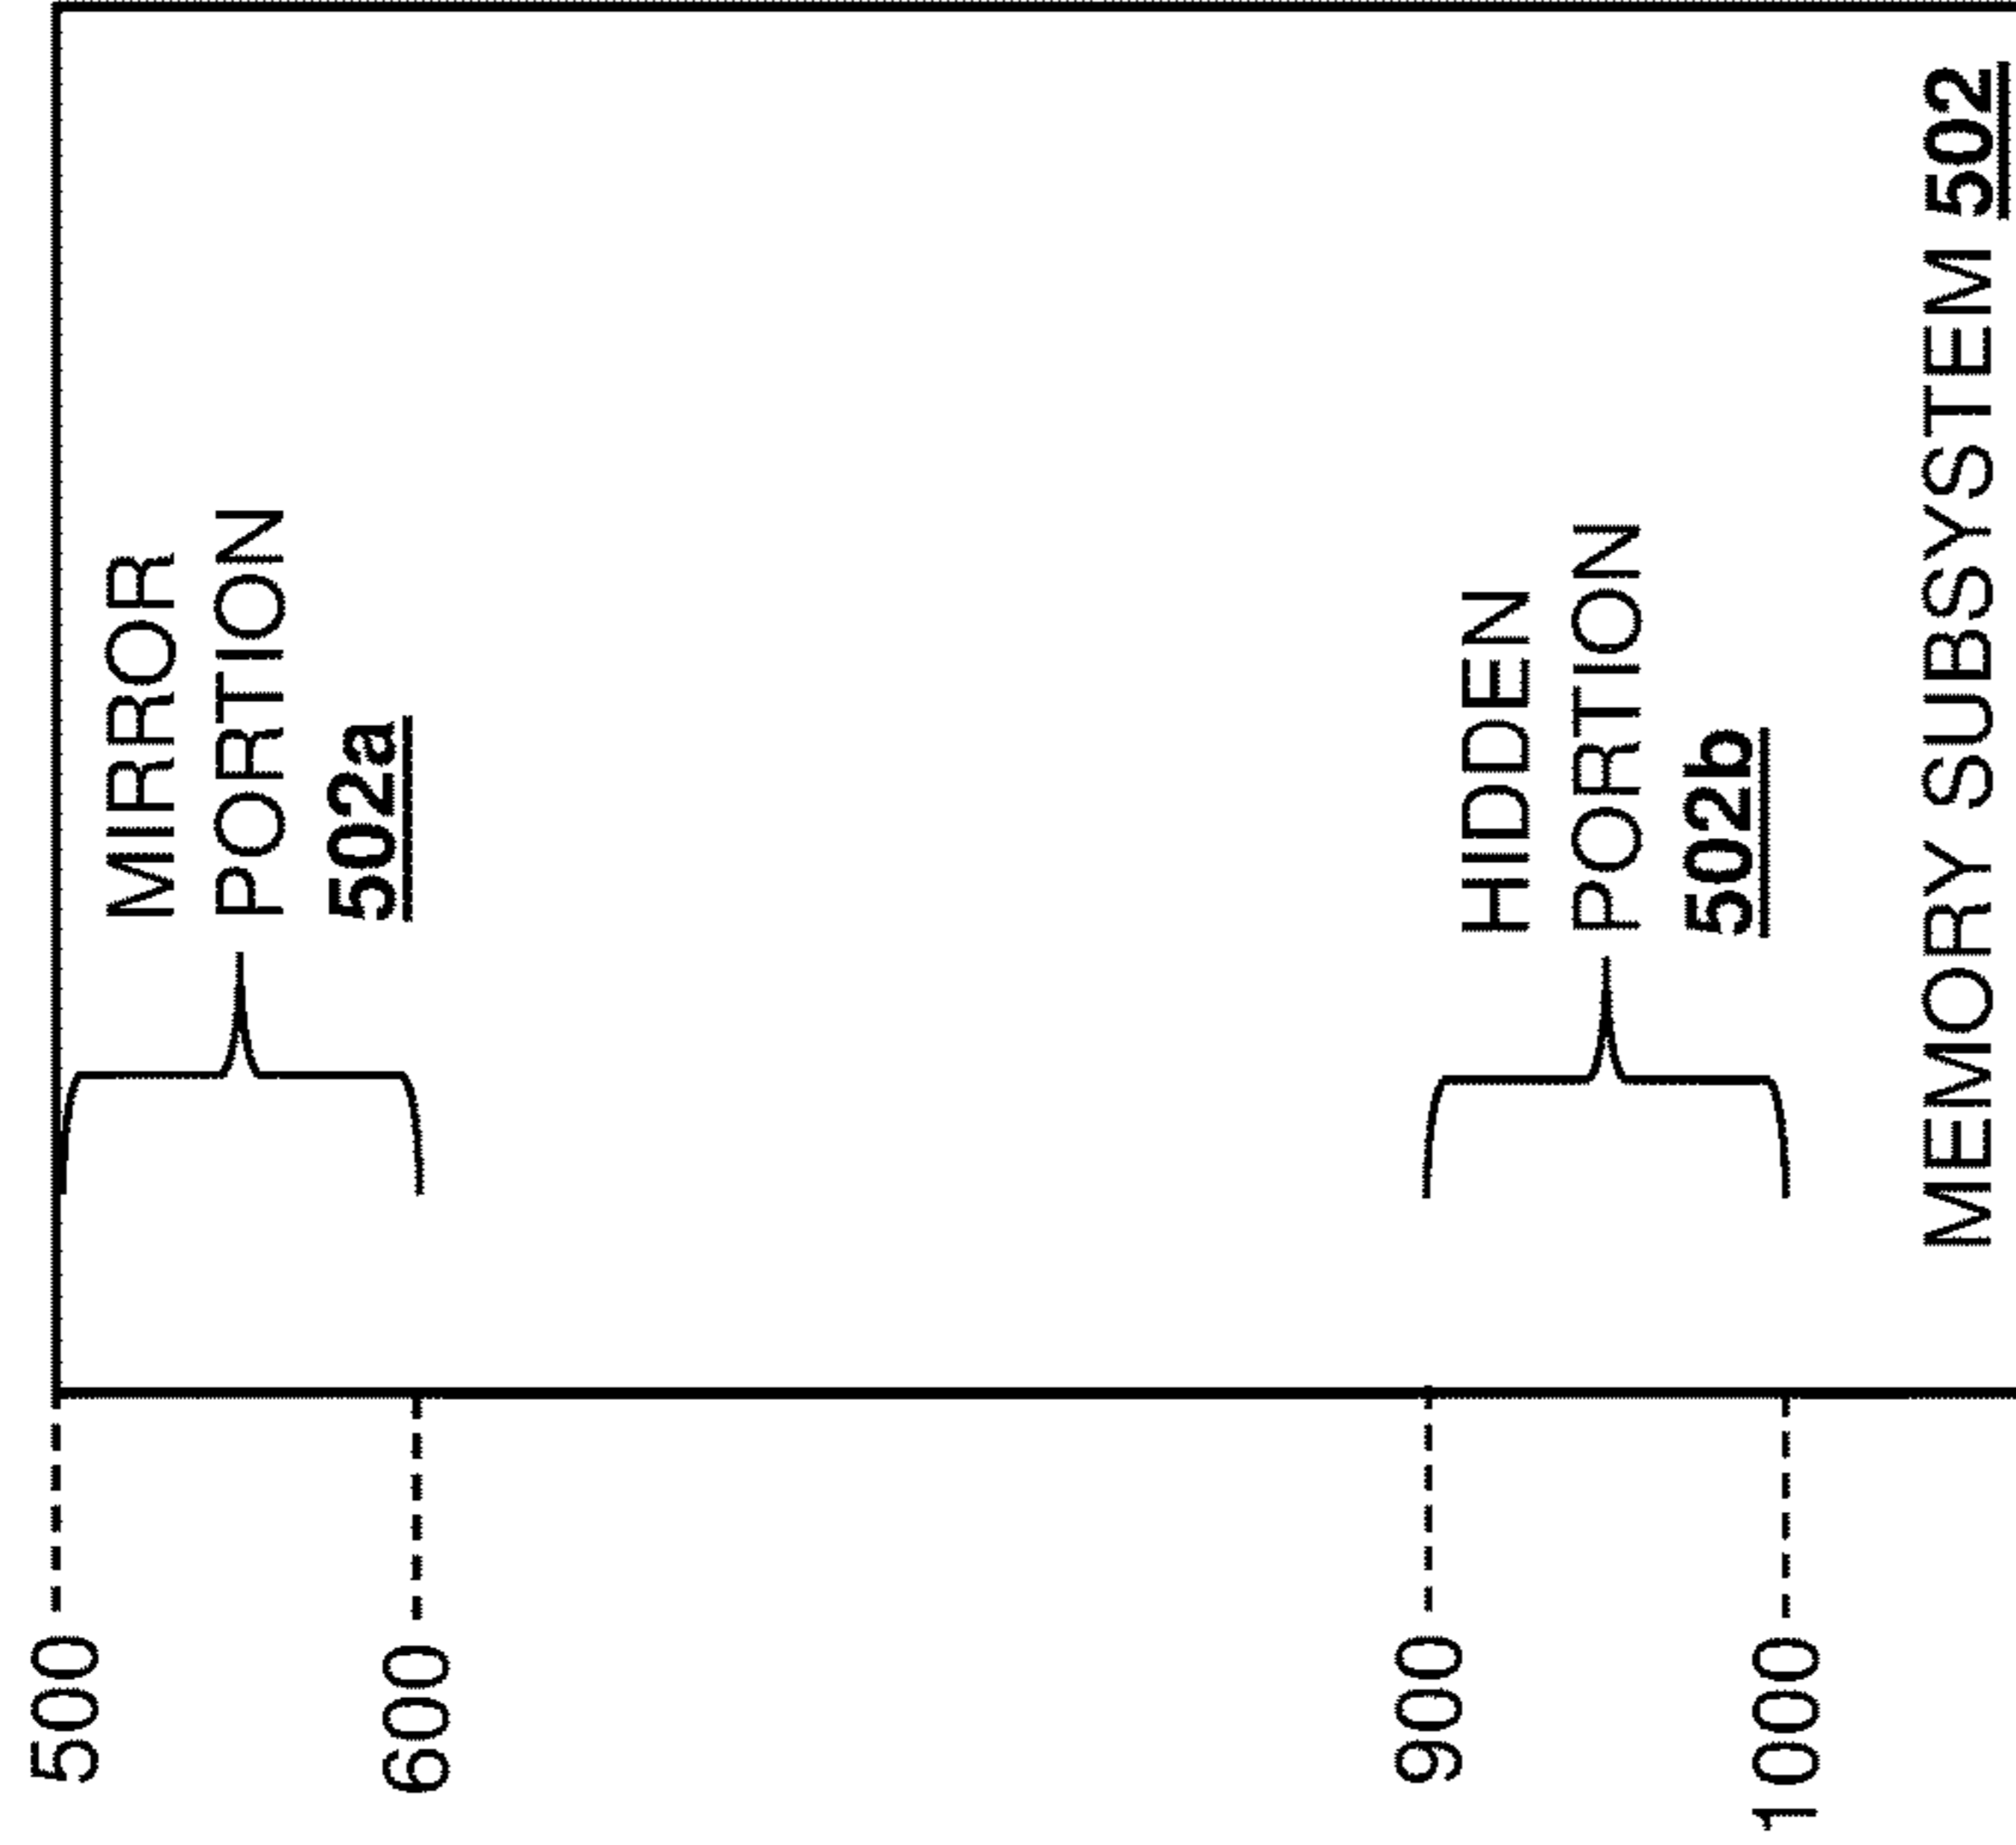 500
MIRROR
PORTION
502a
600
900
HIDDEN
PORTION
502b
1000
MEMORY SUBSYSTEM 502